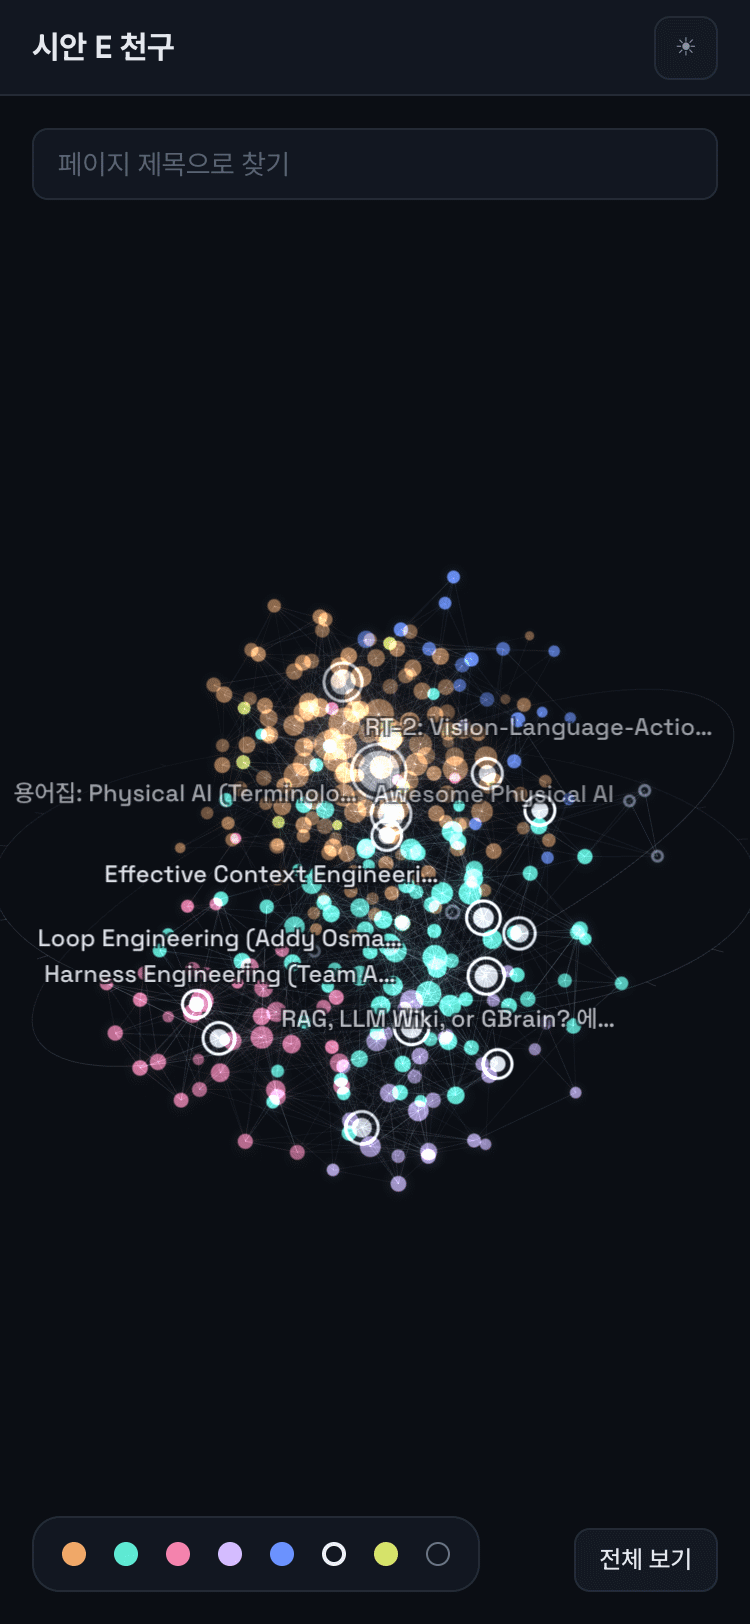 시안 E 천구
페이지 제목으로 찾기
RT-2: Vision-Language-Actio...
용어집: Physical AI (Terminolo...
Awesome Physical AI
Effective Context Engineeri...
Loop Engineering (Addy Osma...
Harness Engineering (Team A...
RAG, LLM Wiki, or GBrain? 에...
전체 보기